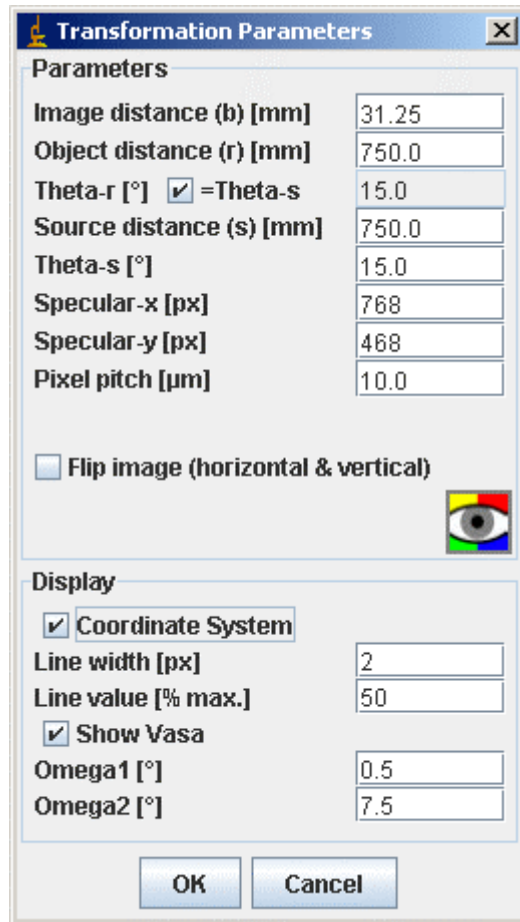 Transformation Parameters
Parameters
Image distance (b) [mm] 31.25
Object distance (r) [mm] 750.0
Theta-r [°] =Theta-s 15.0
Source distance (s) [mm] 750.0
Theta-s [°] 15.0
Specular-x [px] 768
Specular-y [px] 468
Pixel pitch [µm] 10.0
Flip image (horizontal & vertical)
Display
Coordinate System
Line width [px] 2
Line value [% max.] 50
Show Vasa
Omega1 [°] 0.5
Omega2 [°] 7.5
OK Cancel